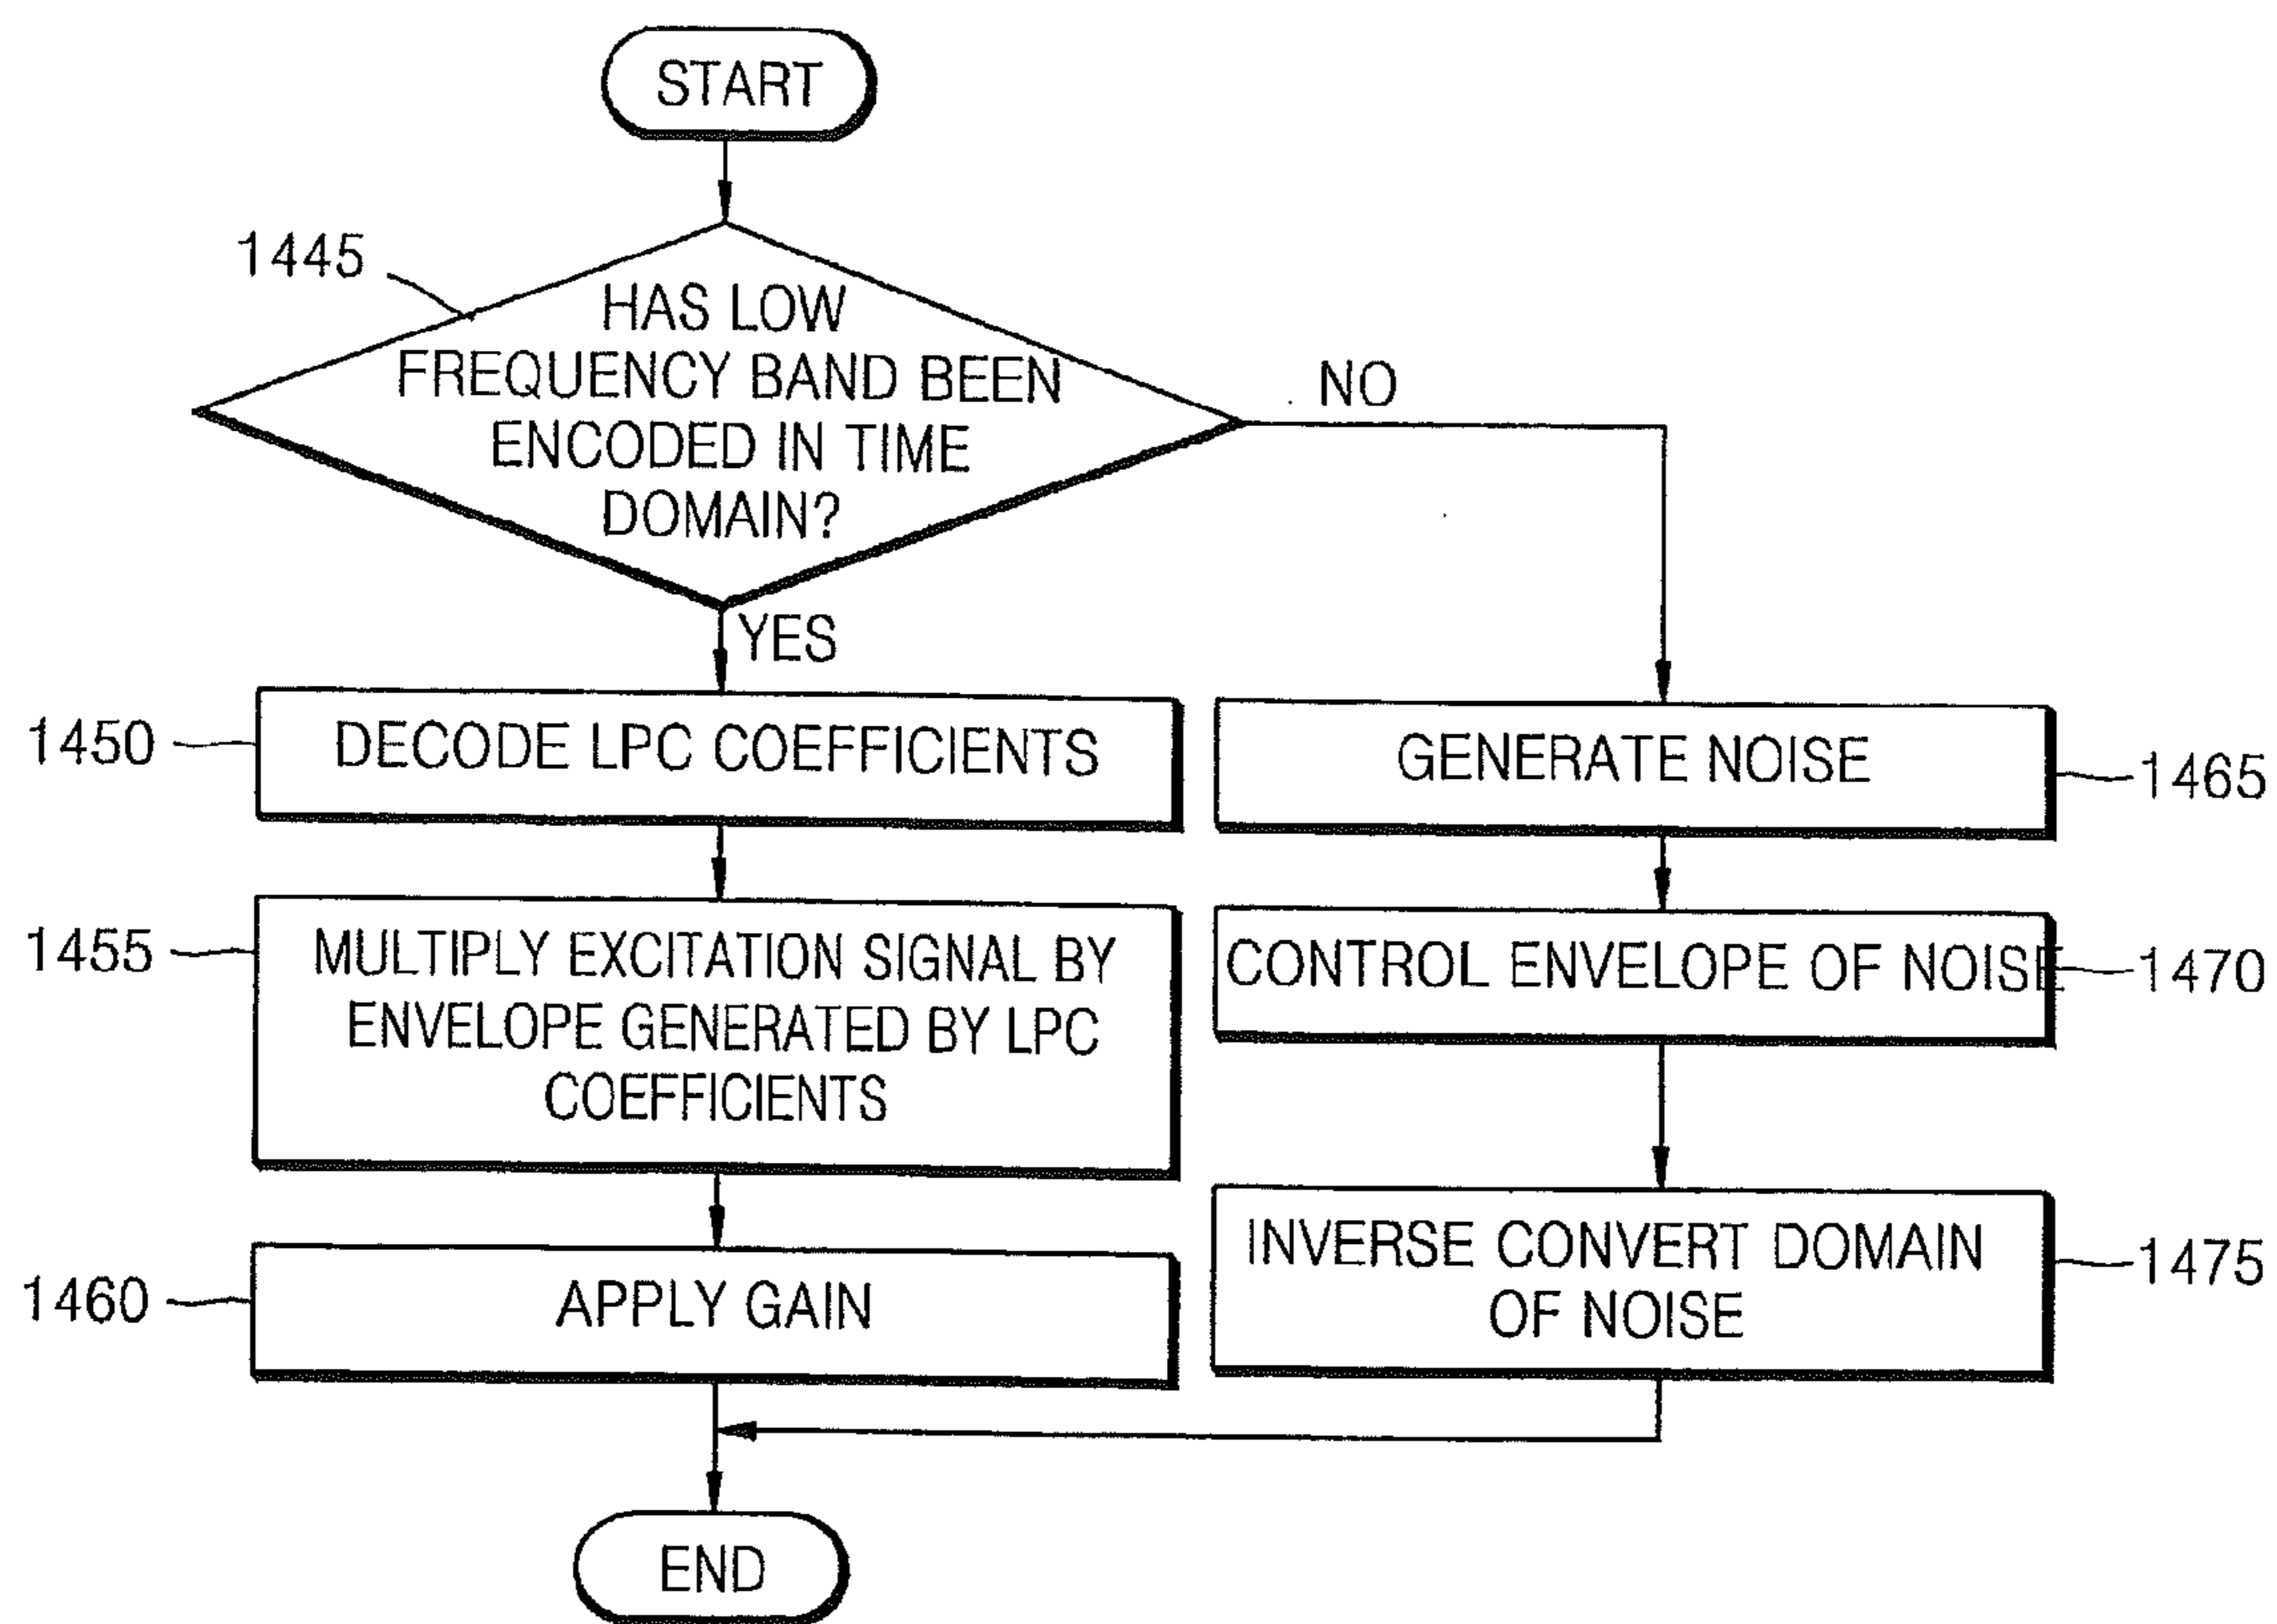 START
1445
HAS LOW
FREQUENCY BAND BEEN
ENCODED IN TIME
DOMAIN?
NO
YES
1450
DECODE LPC COEFFICIENTS
GENERATE NOISE
1465
1455
MULTIPLY EXCITATION SIGNAL BY
ENVELOPE GENERATED BY LPC
COEFFICIENTS
CONTROL ENVELOPE OF NOISE
1470
1460
APPLY GAIN
INVERSE CONVERT DOMAIN
OF NOISE
1475
END